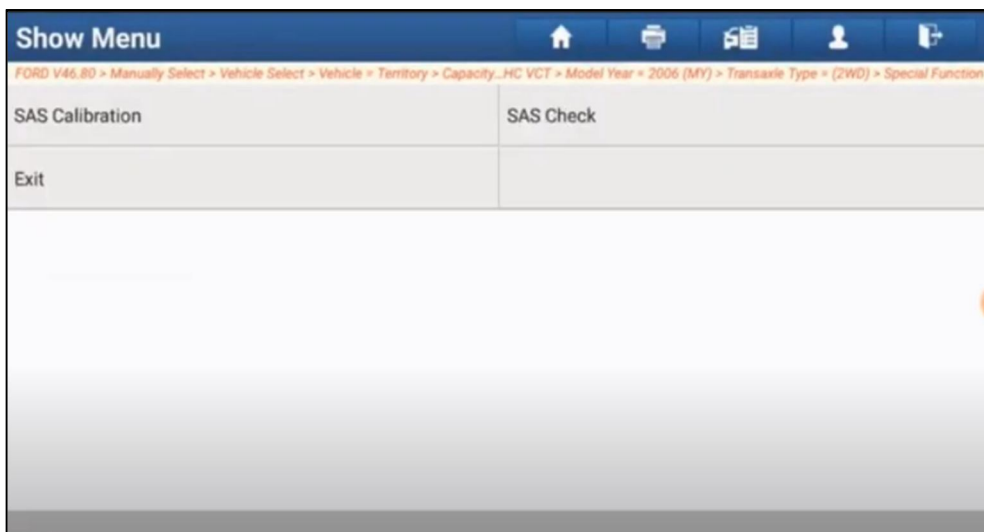 Show Menu
FORD V46.80 > Manually Select > Vehicle Select > Vehicle = Territory > Capacity...HC VCT > Model Year = 2006 (MY) > Transaxle Type = (2WD) > Special Function
SAS Calibration SAS Check
Exit